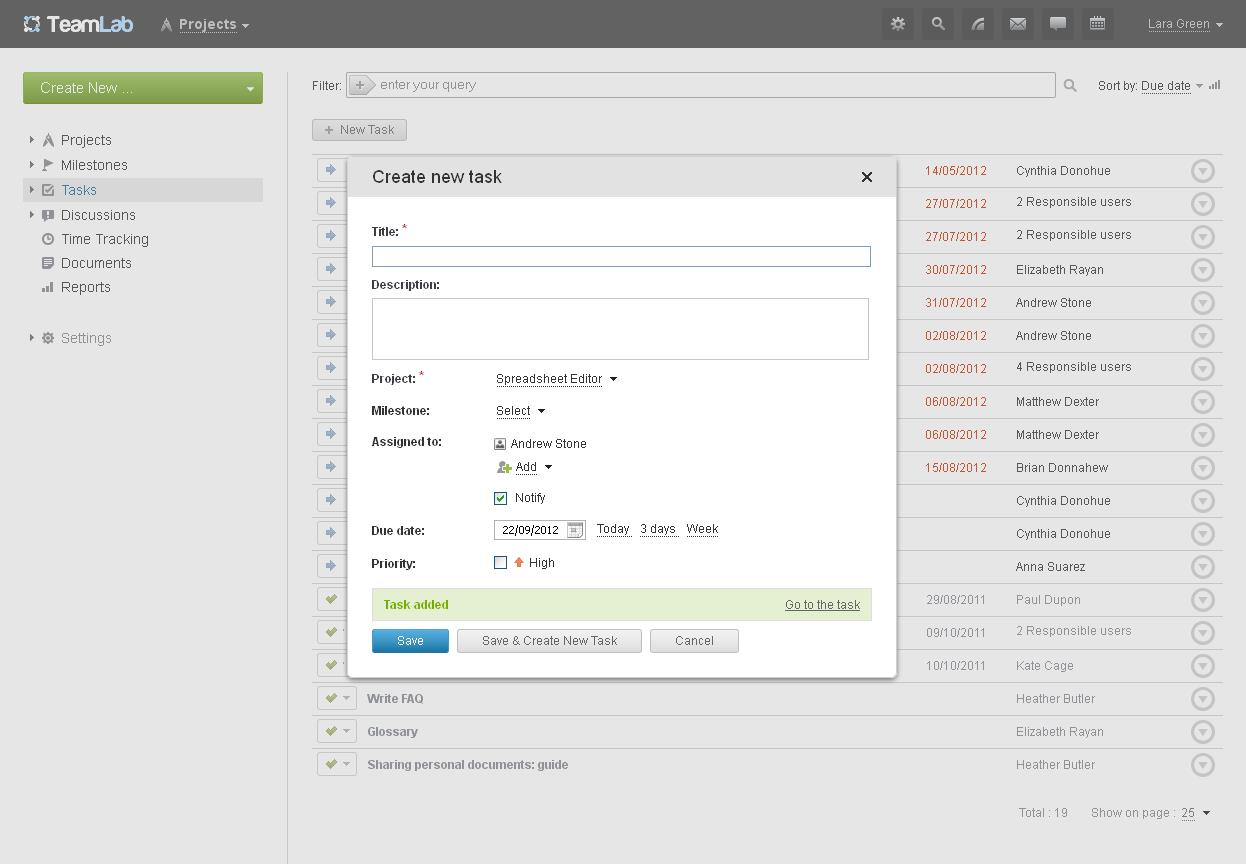 TeamLab Projects Lara Green
Create New ...
Filter: enter your query Sort by: Due date
New Task
Projects
Milestones
Tasks
Discussions
Time Tracking
Documents
Reports
Settings
Create new task
Title: *
Description:
Project: * Spreadsheet Editor
Milestone: Select
Assigned to: Andrew Stone
Add
Notify
Due date: 22/09/2012 Today 3 days Week
Priority: High
Task added Go to the task
Save Save & Create New Task Cancel
14/05/2012 Cynthia Donohue
27/07/2012 2 Responsible users
27/07/2012 2 Responsible users
30/07/2012 Elizabeth Rayan
31/07/2012 Andrew Stone
02/08/2012 Andrew Stone
02/08/2012 4 Responsible users
06/08/2012 Matthew Dexter
06/08/2012 Matthew Dexter
15/08/2012 Brian Donnahew
Cynthia Donohue
Cynthia Donohue
Anna Suarez
29/08/2011 Paul Dupon
09/10/2011 2 Responsible users
10/10/2011 Kate Cage
Write FAQ Heather Butler
Glossary Elizabeth Rayan
Sharing personal documents: guide Heather Butler
Total : 19 Show on page : 25